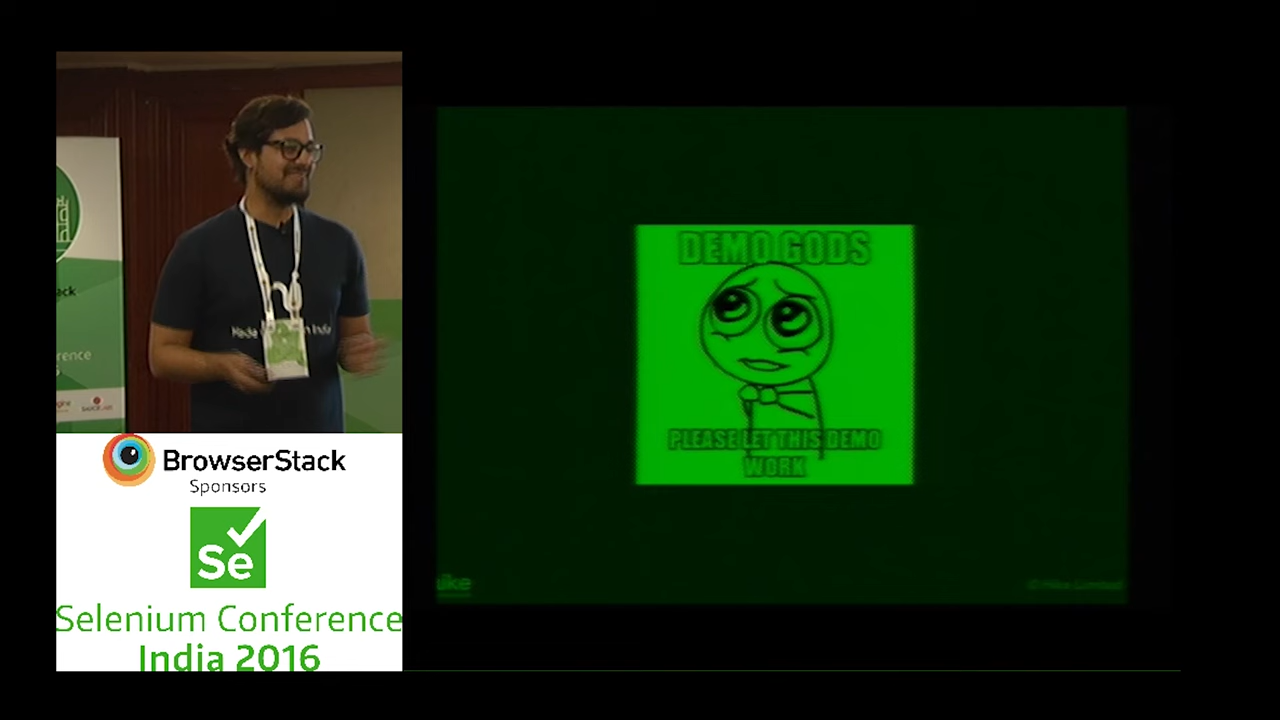 DEMO GODS
PLEASE LET THIS DEMO
WORK
BrowserStack
Sponsors
Se
Selenium Conference
India 2016